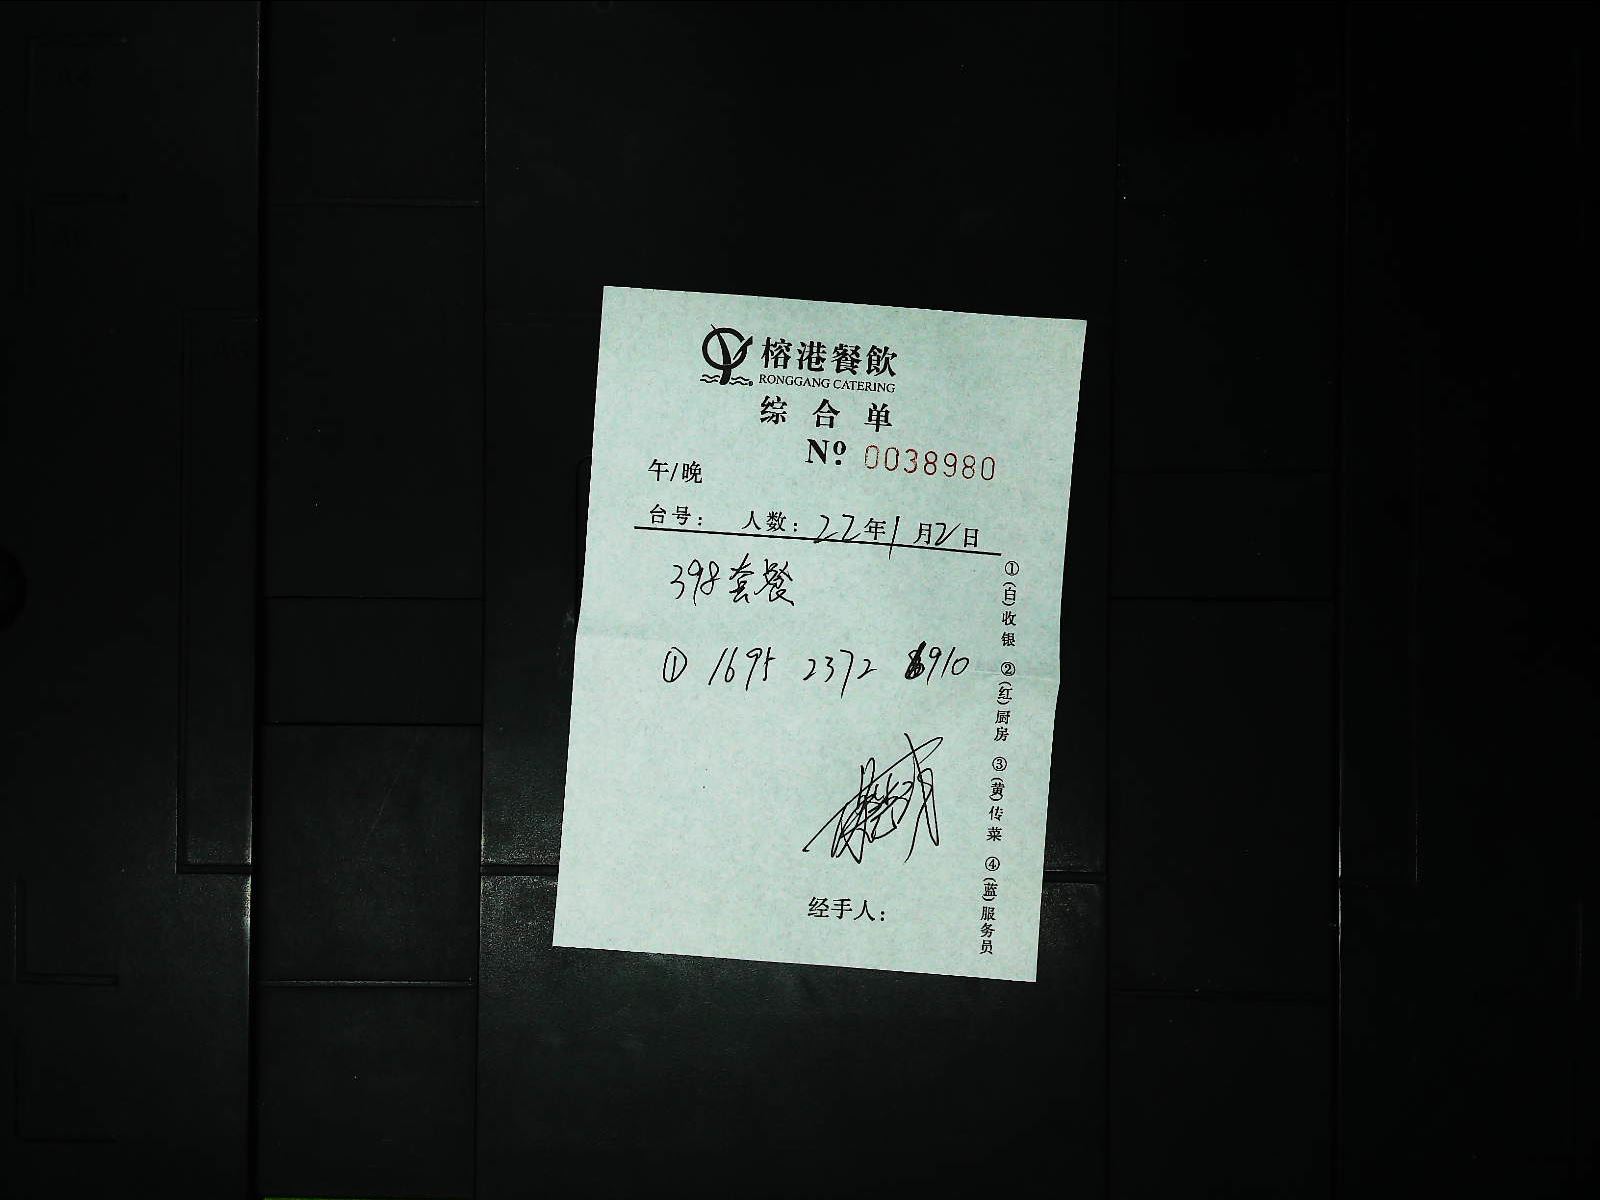 榕港餐飲
RONGGANG CATERING
综合单
Nº 0038980
午/晚
台号： 人数： 22年1月2日
398套餐
① 1695 2372 6910
经手人：
①(白)收银 ②(红)厨房 ③(黄)传菜 ④(蓝)服务员